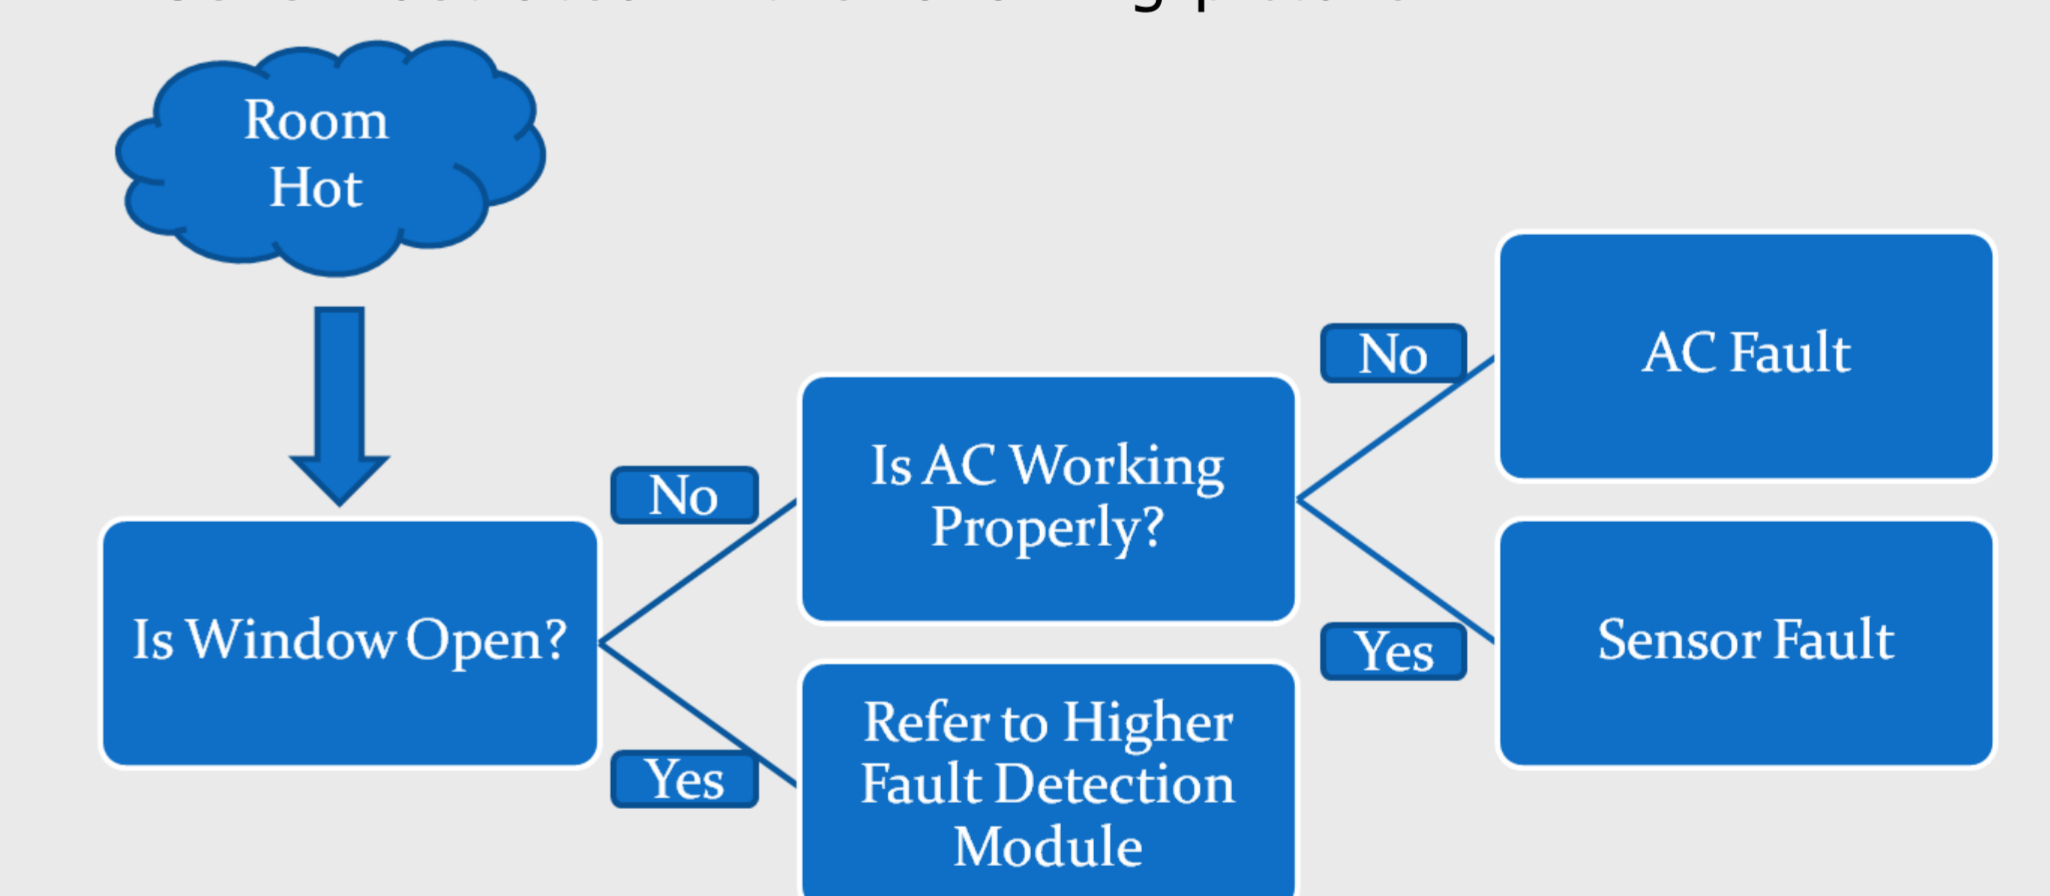 Room
Hot
Is Window Open?
No
Yes
Is AC Working
Properly?
Refer to Higher
Fault Detection
Module
No
Yes
AC Fault
Sensor Fault